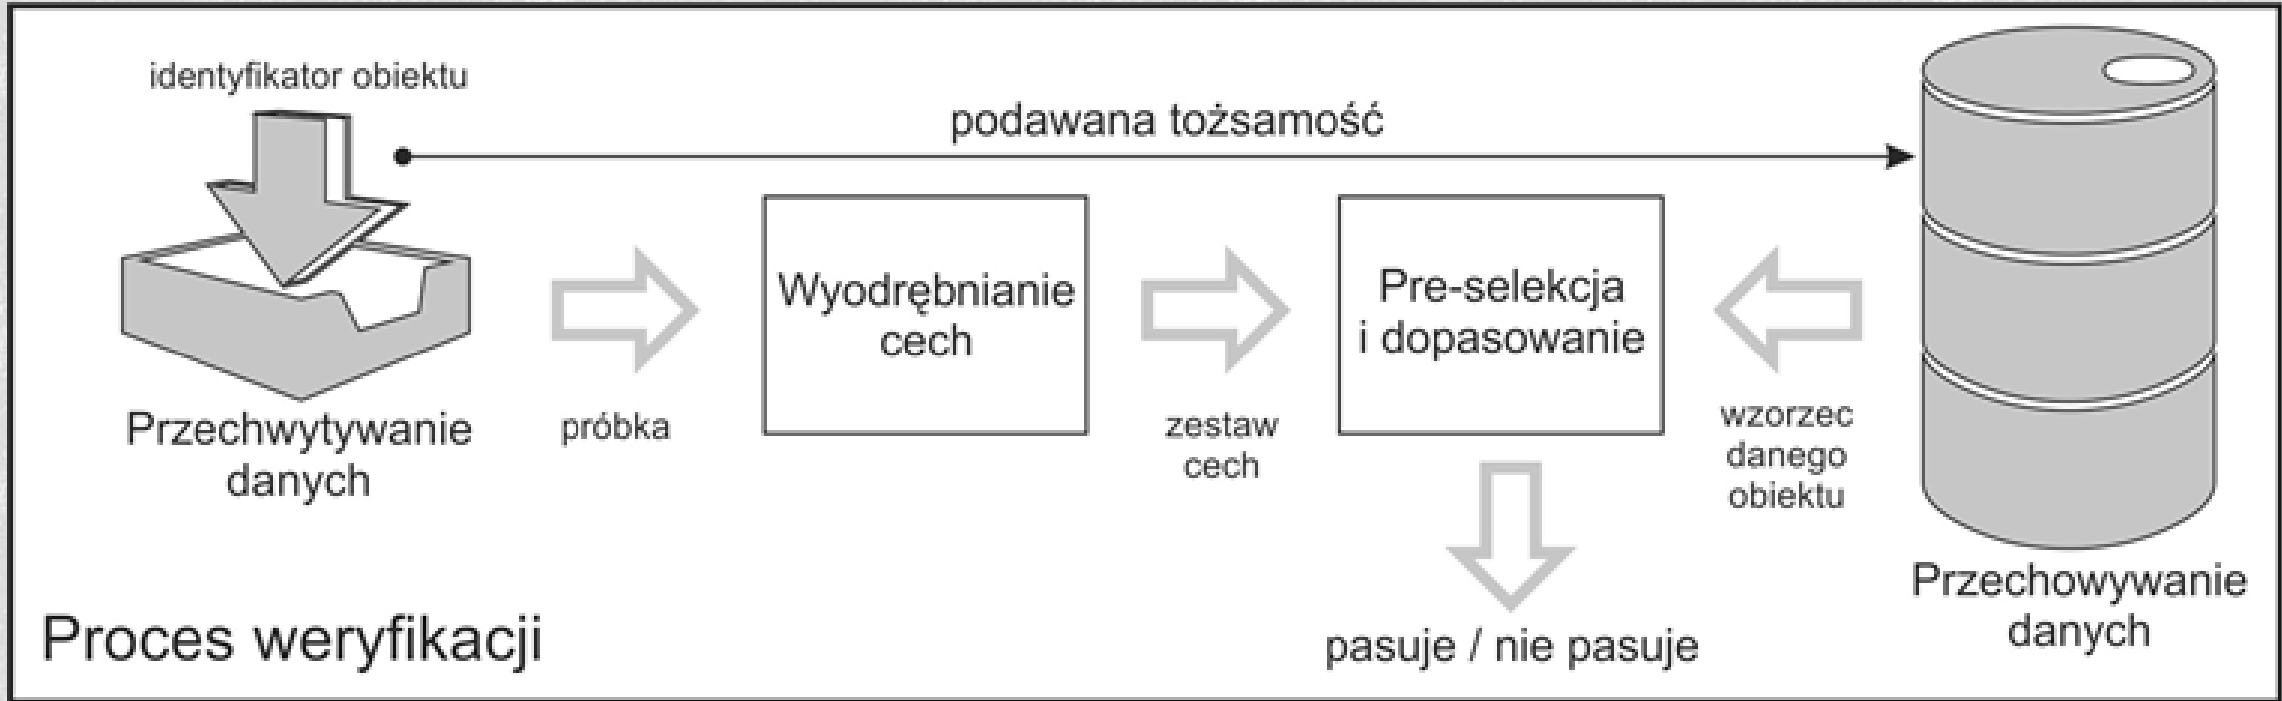 identyfikator obiektu
podawana tożsamość
Przechwytywanie
danych
próbka
Wyodrębnianie
cech
zestaw
cech
Pre-selekcja
i dopasowanie
wzorzec
danego
obiektu
Przechowywanie
danych
pasuje / nie pasuje
Proces weryfikacji